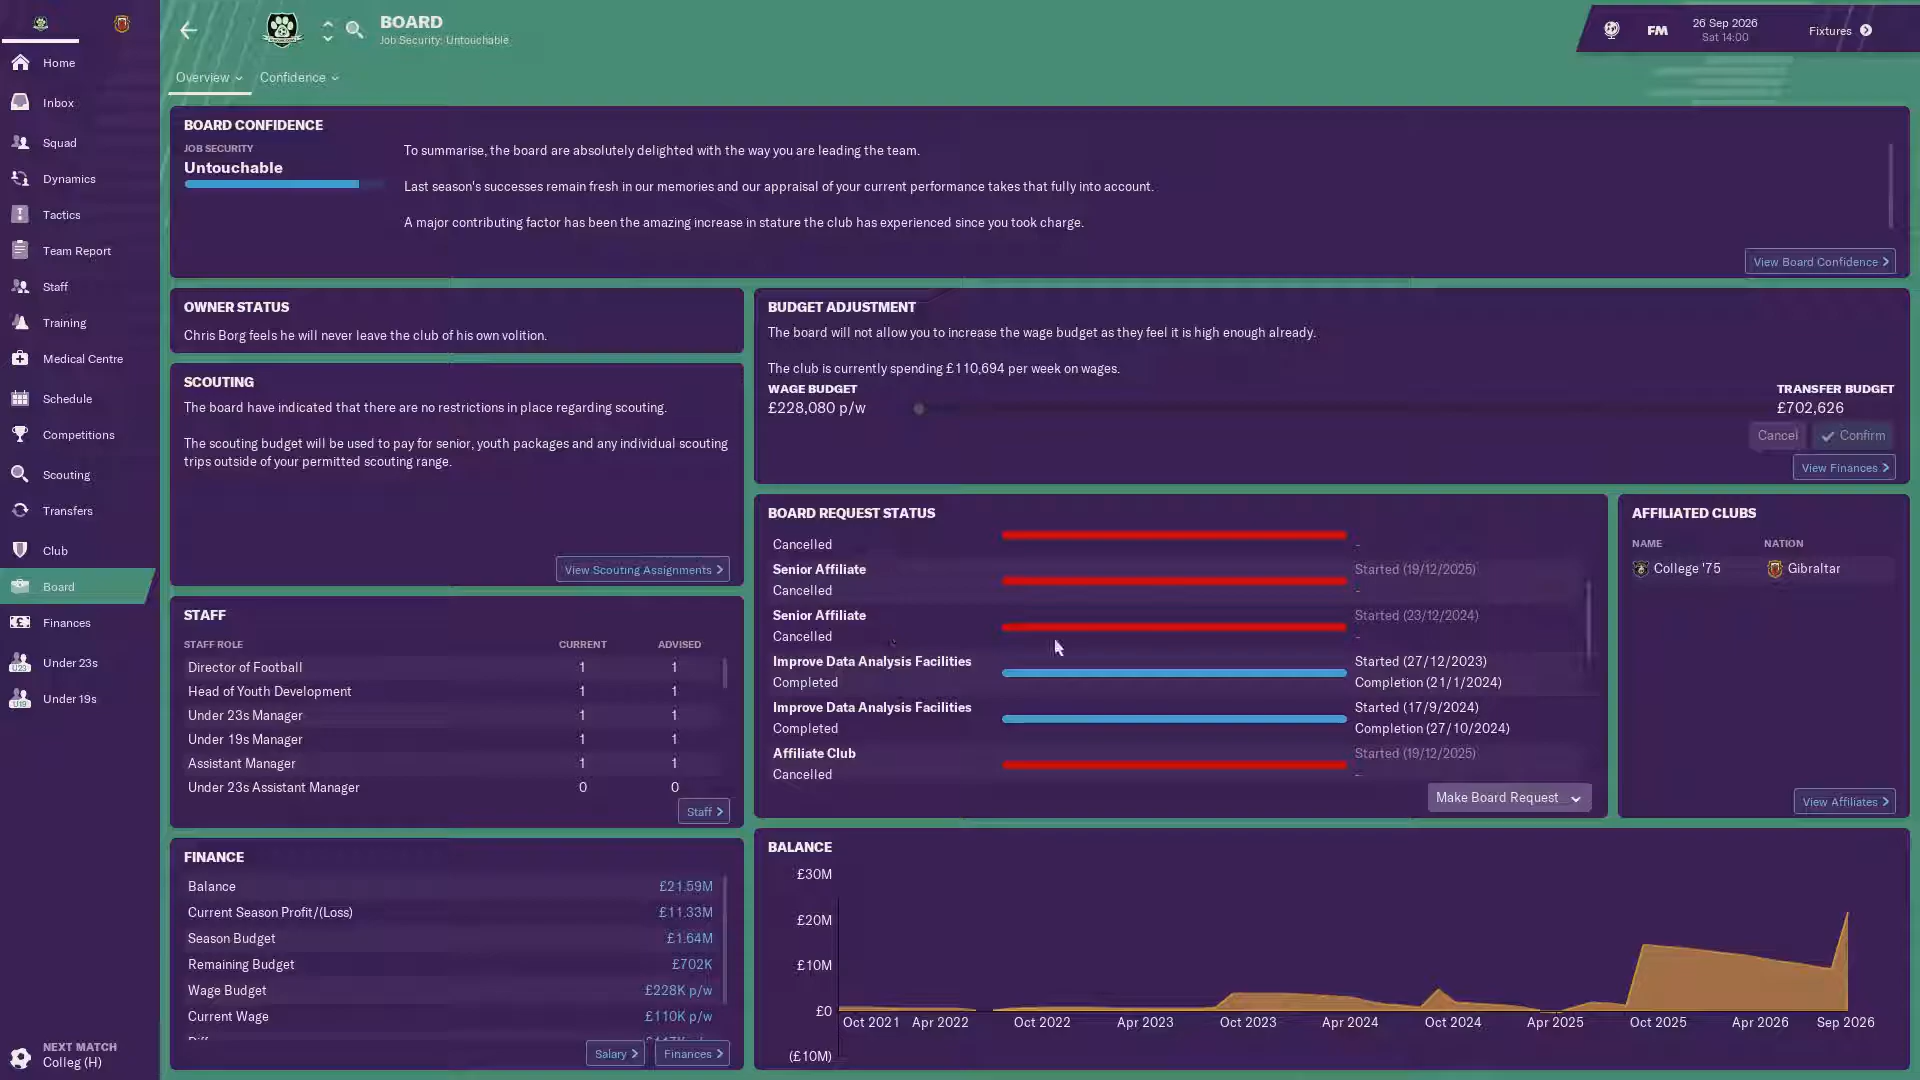 BOARD
Job Security: Untouchable
FM
26 Sep 2026
Sat 14:00
Fixtures
Home
Inbox
Squad
Dynamics
Tactics
Team Report
Staff
Training
Medical Centre
Schedule
Competitions
Scouting
Transfers
Club
Board
Finances
U23
Under 23s
U19
Under 19s
NEXT MATCH
Colleg (H)
Overview
Confidence
BOARD CONFIDENCE
JOB SECURITY
Untouchable
To summarise, the board are absolutely delighted with the way you are leading the team.
Last season's successes remain fresh in our memories and our appraisal of your current performance takes that fully into account.
A major contributing factor has been the amazing increase in stature the club has experienced since you took charge.
View Board Confidence
OWNER STATUS
Chris Borg feels he will never leave the club of his own volition.
SCOUTING
The board have indicated that there are no restrictions in place regarding scouting.
The scouting budget will be used to pay for senior, youth packages and any individual scouting
trips outside of your permitted scouting range.
View Scouting Assignments
STAFF
STAFF ROLE CURRENT ADVISED
Director of Football 1 1
Head of Youth Development 1 1
Under 23s Manager 1 1
Under 19s Manager 1 1
Assistant Manager 1 1
Under 23s Assistant Manager 0 0
Staff
FINANCE
Balance £21.59M
Current Season Profit/(Loss) £11.33M
Season Budget £1.64M
Remaining Budget £702K
Wage Budget £228K p/w
Current Wage £110K p/w
Salary
Finances
BUDGET ADJUSTMENT
The board will not allow you to increase the wage budget as they feel it is high enough already.
The club is currently spending £110,694 per week on wages.
WAGE BUDGET
£228,080 p/w
TRANSFER BUDGET
£702,626
Cancel
Confirm
View Finances
BOARD REQUEST STATUS
Cancelled -
Senior Affiliate Started (19/12/2025)
Cancelled -
Senior Affiliate Started (23/12/2024)
Cancelled -
Improve Data Analysis Facilities Started (27/12/2023)
Completed Completion (21/1/2024)
Improve Data Analysis Facilities Started (17/9/2024)
Completed Completion (27/10/2024)
Affiliate Club Started (19/12/2025)
Cancelled -
Make Board Request
AFFILIATED CLUBS
NAME NATION
College '75 Gibraltar
View Affiliates
BALANCE
£30M
£20M
£10M
£0
(£10M)
Oct 2021 Apr 2022 Oct 2022 Apr 2023 Oct 2023 Apr 2024 Oct 2024 Apr 2025 Oct 2025 Apr 2026 Sep 2026